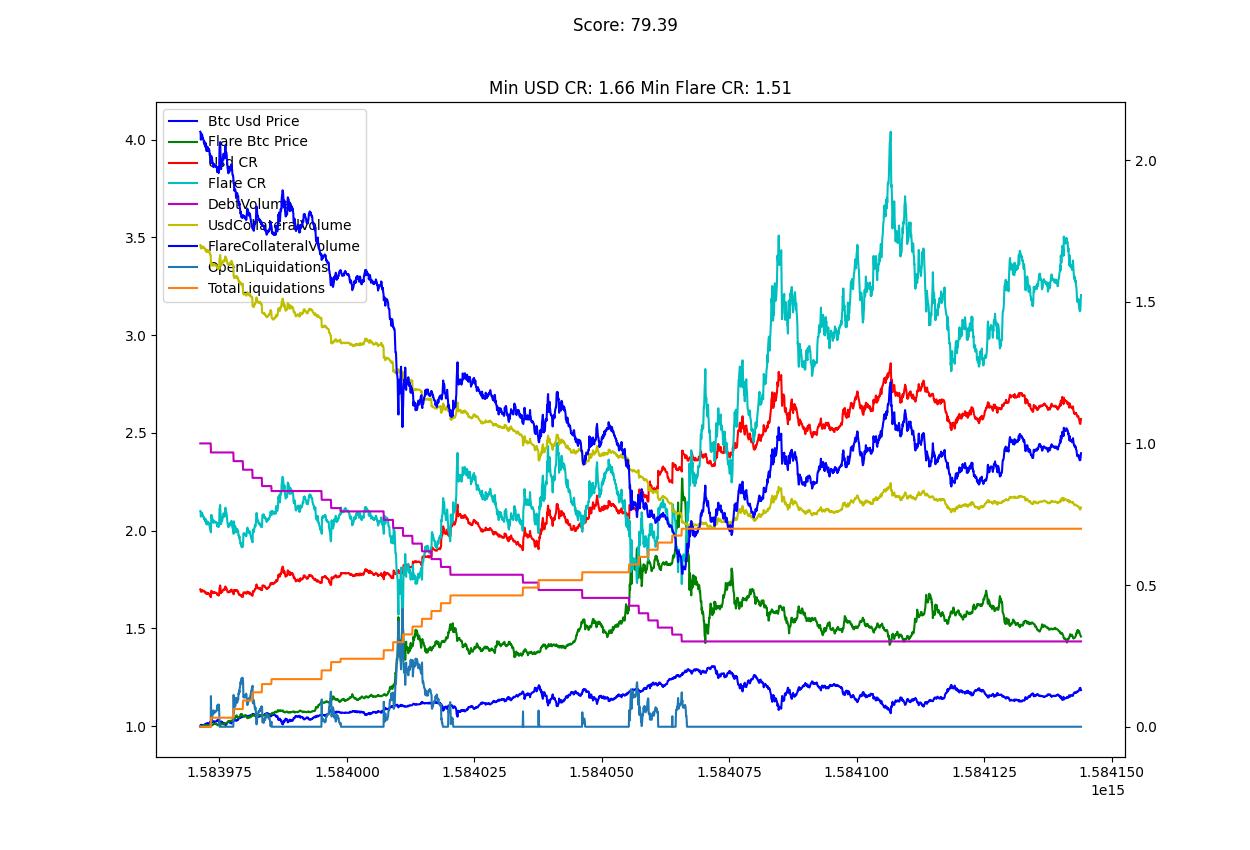 Score: 79.39
Min USD CR: 1.66 Min Flare CR: 1.51
Btc Usd Price
Flare Btc Price
Usd CR
Flare CR
DebtVolume
UsdCollateralVolume
FlareCollateralVolume
OpenLiquidations
TotalLiquidations
4.0
3.5
3.0
2.5
2.0
1.5
1.0
2.0
1.5
1.0
0.5
0.0
1.583975
1.584000
1.584025
1.584050
1.584075
1.584100
1.584125
1.584150
1e15